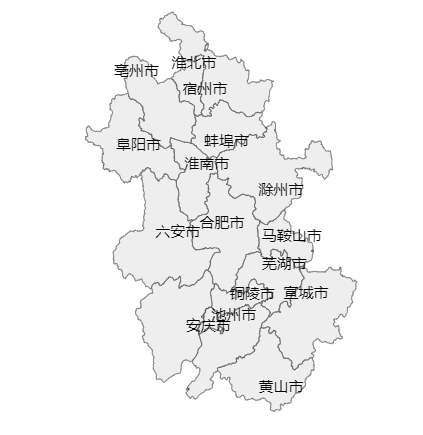 淮北市
亳州市
宿州市
蚌埠市
阜阳市
淮南市
滁州市
合肥市
六安市
马鞍山市
芜湖市
铜陵市
宣城市
池州市
安庆市
黄山市